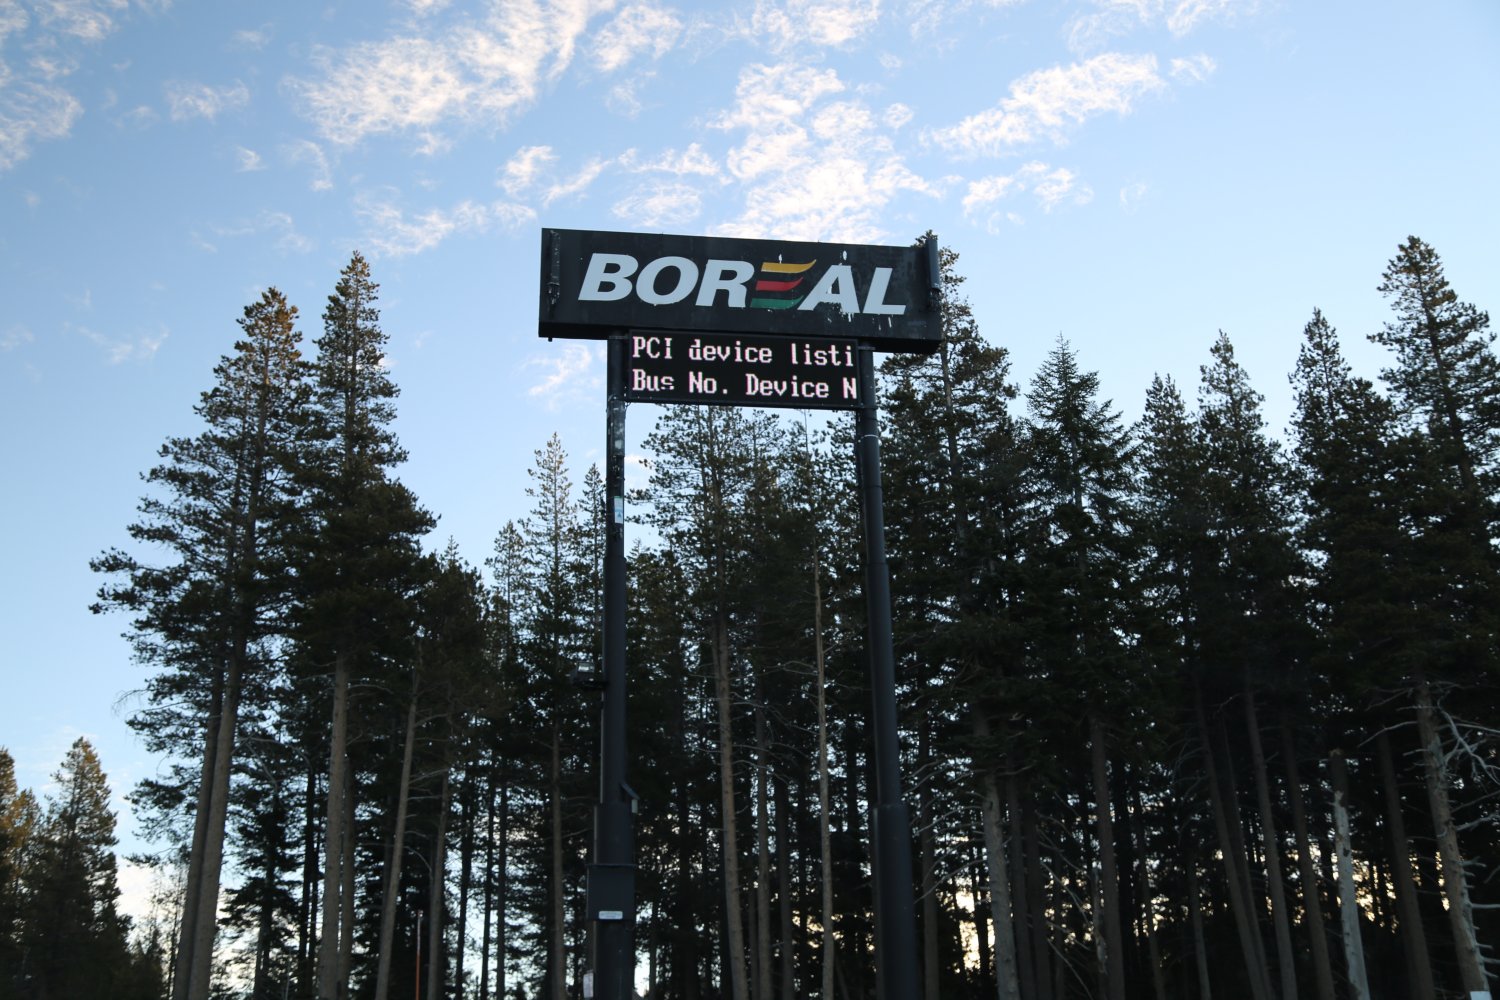 BOREAL
PCI device listi
Bus No. Device N